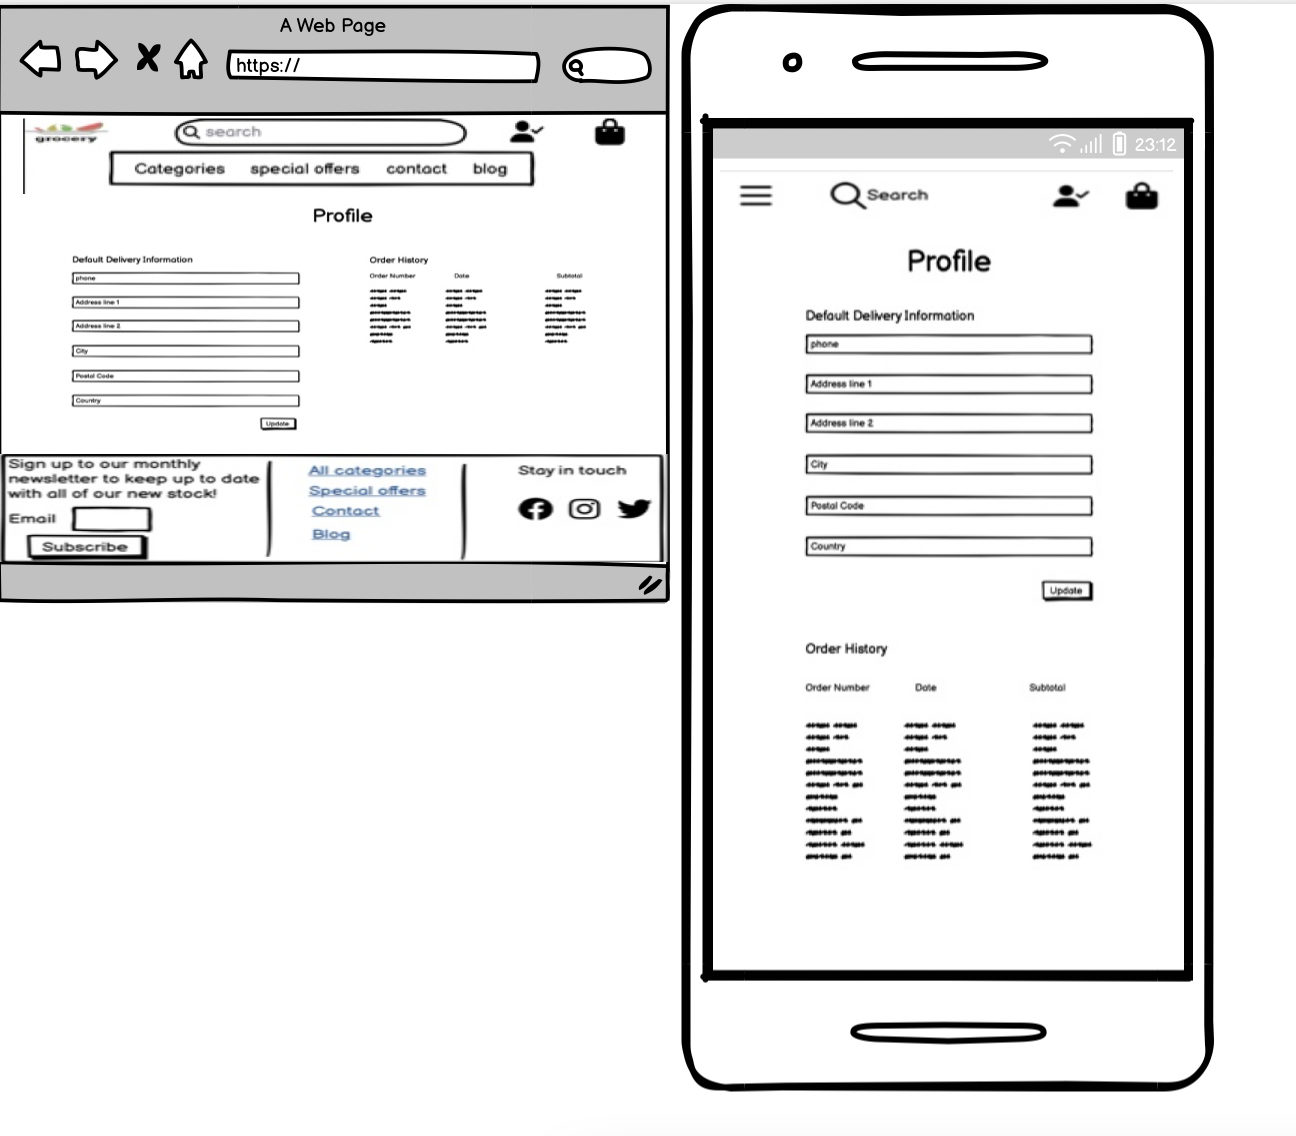 A Web Page
https://
grocery
search
Categories special offers contact blog
Profile
Default Delivery Information
phone
Address line 1
Address line 2
City
Postal Code
Country
Update
Order History
Order Number Date Subtotal
Sign up to our monthly
newsletter to keep up to date
with all of our new stock!
Email
Subscribe
All categories
Special offers
Contact
Blog
Stay in touch
23:12
Search
Profile
Default Delivery Information
phone
Address line 1
Address line 2
City
Postal Code
Country
Update
Order History
Order Number Date Subtotal